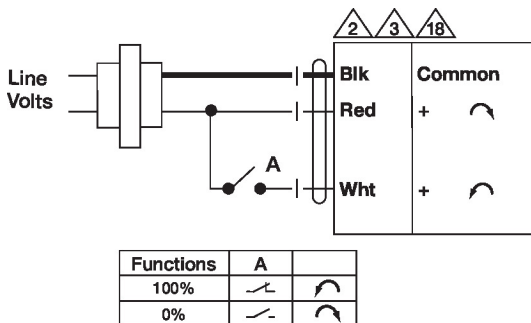 2 3 18
Line
Volts
Blk Common
Red +
A
Wht +
Functions A
100%
0%